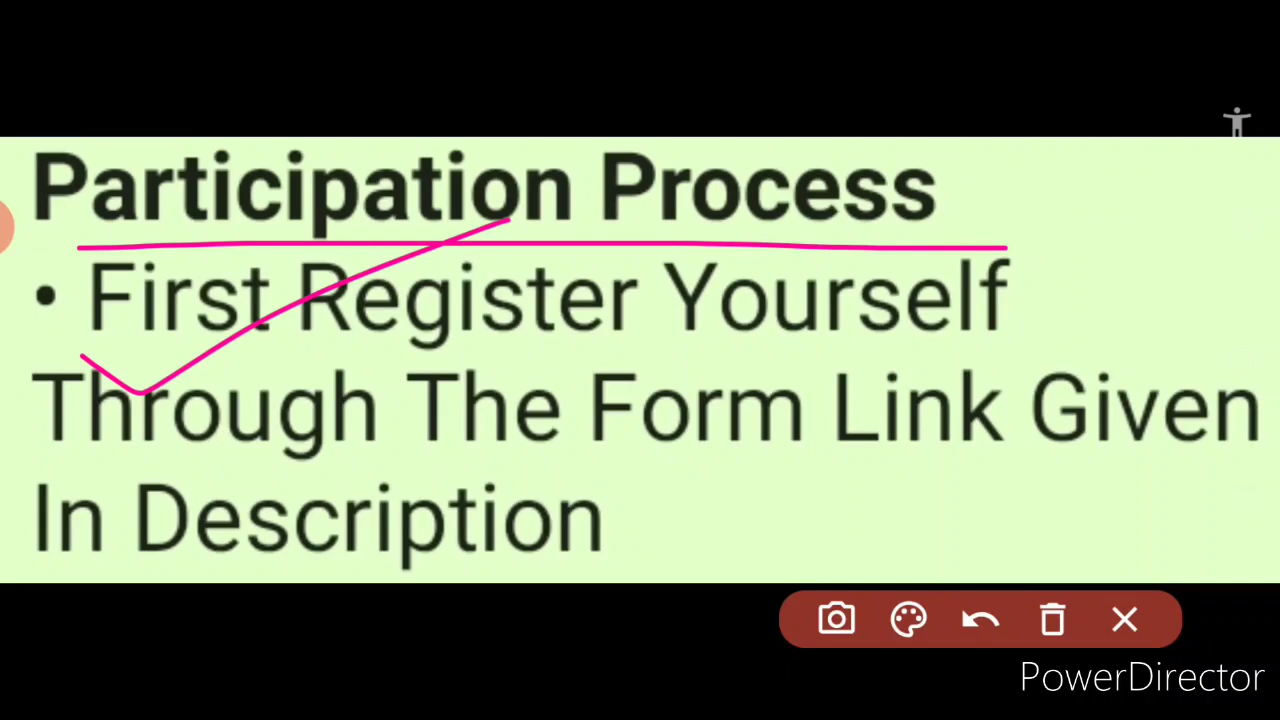 Participation Process
• First Register Yourself
Through The Form Link Given
In Description
PowerDirector